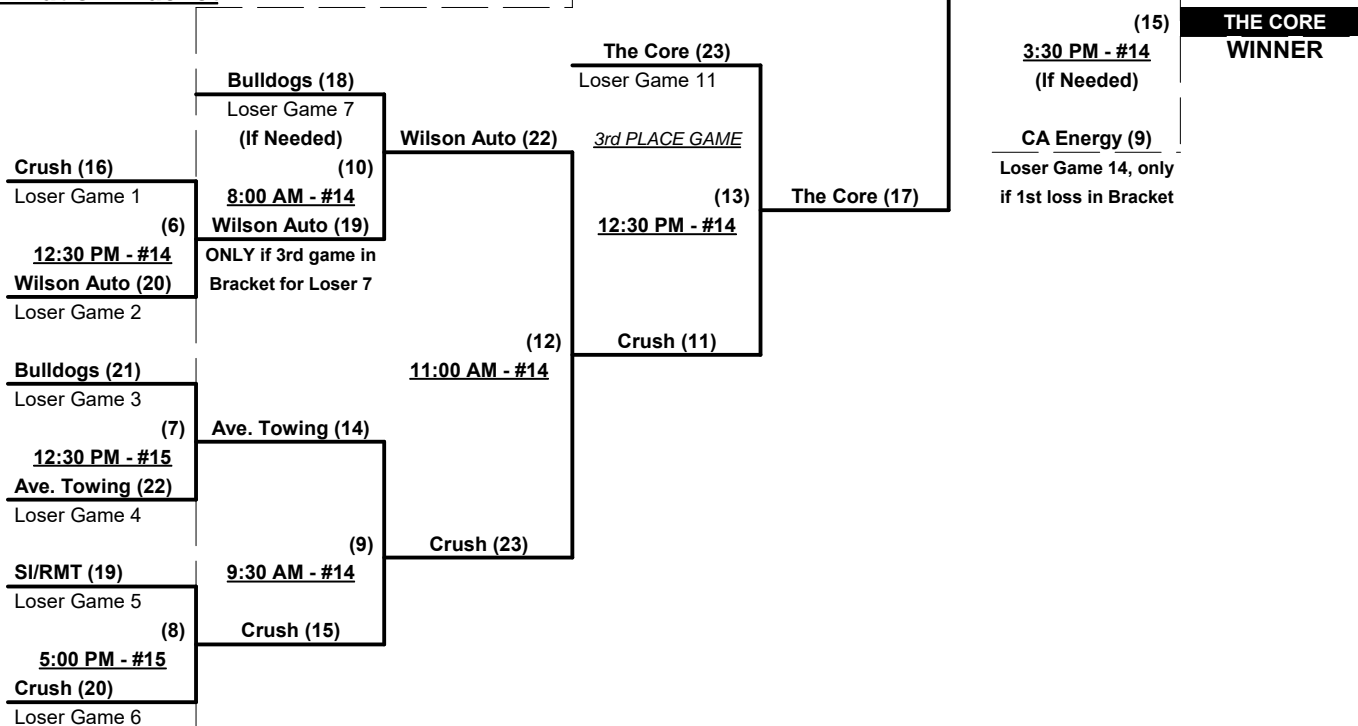 (15)
THE CORE
3:30 PM - #14
WINNER
(If Needed)
CA Energy (9)
Loser Game 14, only
if 1st loss in Bracket
The Core (23)
Loser Game 11
3rd PLACE GAME
(13)
12:30 PM - #14
The Core (17)
Crush (11)
Bulldogs (18)
Loser Game 7
(If Needed)
(10)
8:00 AM - #14
Wilson Auto (19)
ONLY if 3rd game in
Bracket for Loser 7
Wilson Auto (22)
(12)
11:00 AM - #14
Crush (16)
Loser Game 1
(6)
12:30 PM - #14
Wilson Auto (20)
Loser Game 2
Bulldogs (21)
Loser Game 3
(7)
12:30 PM - #15
Ave. Towing (22)
Loser Game 4
Ave. Towing (14)
(9)
9:30 AM - #14
Crush (23)
SI/RMT (19)
Loser Game 5
(8)
5:00 PM - #15
Crush (20)
Loser Game 6
Crush (15)